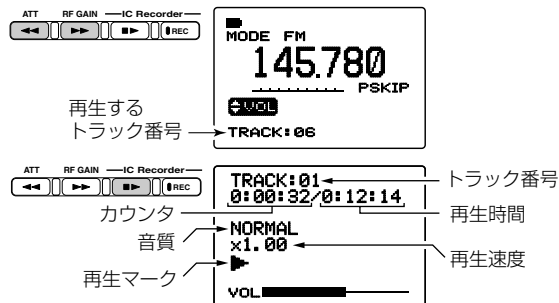 ATT RF GAIN IC Recorder
◀◀ ▶▶ ■▶ REC
MODE FM
145.780
PSKIP
VOL
再生する
トラック番号
TRACK:06
ATT RF GAIN IC Recorder
◀◀ ▶▶ ■▶ REC
TRACK:01
トラック番号
0:00:32/0:12:14
カウンタ
再生時間
音質
NORMAL
x1.00
再生速度
再生マーク
VOL